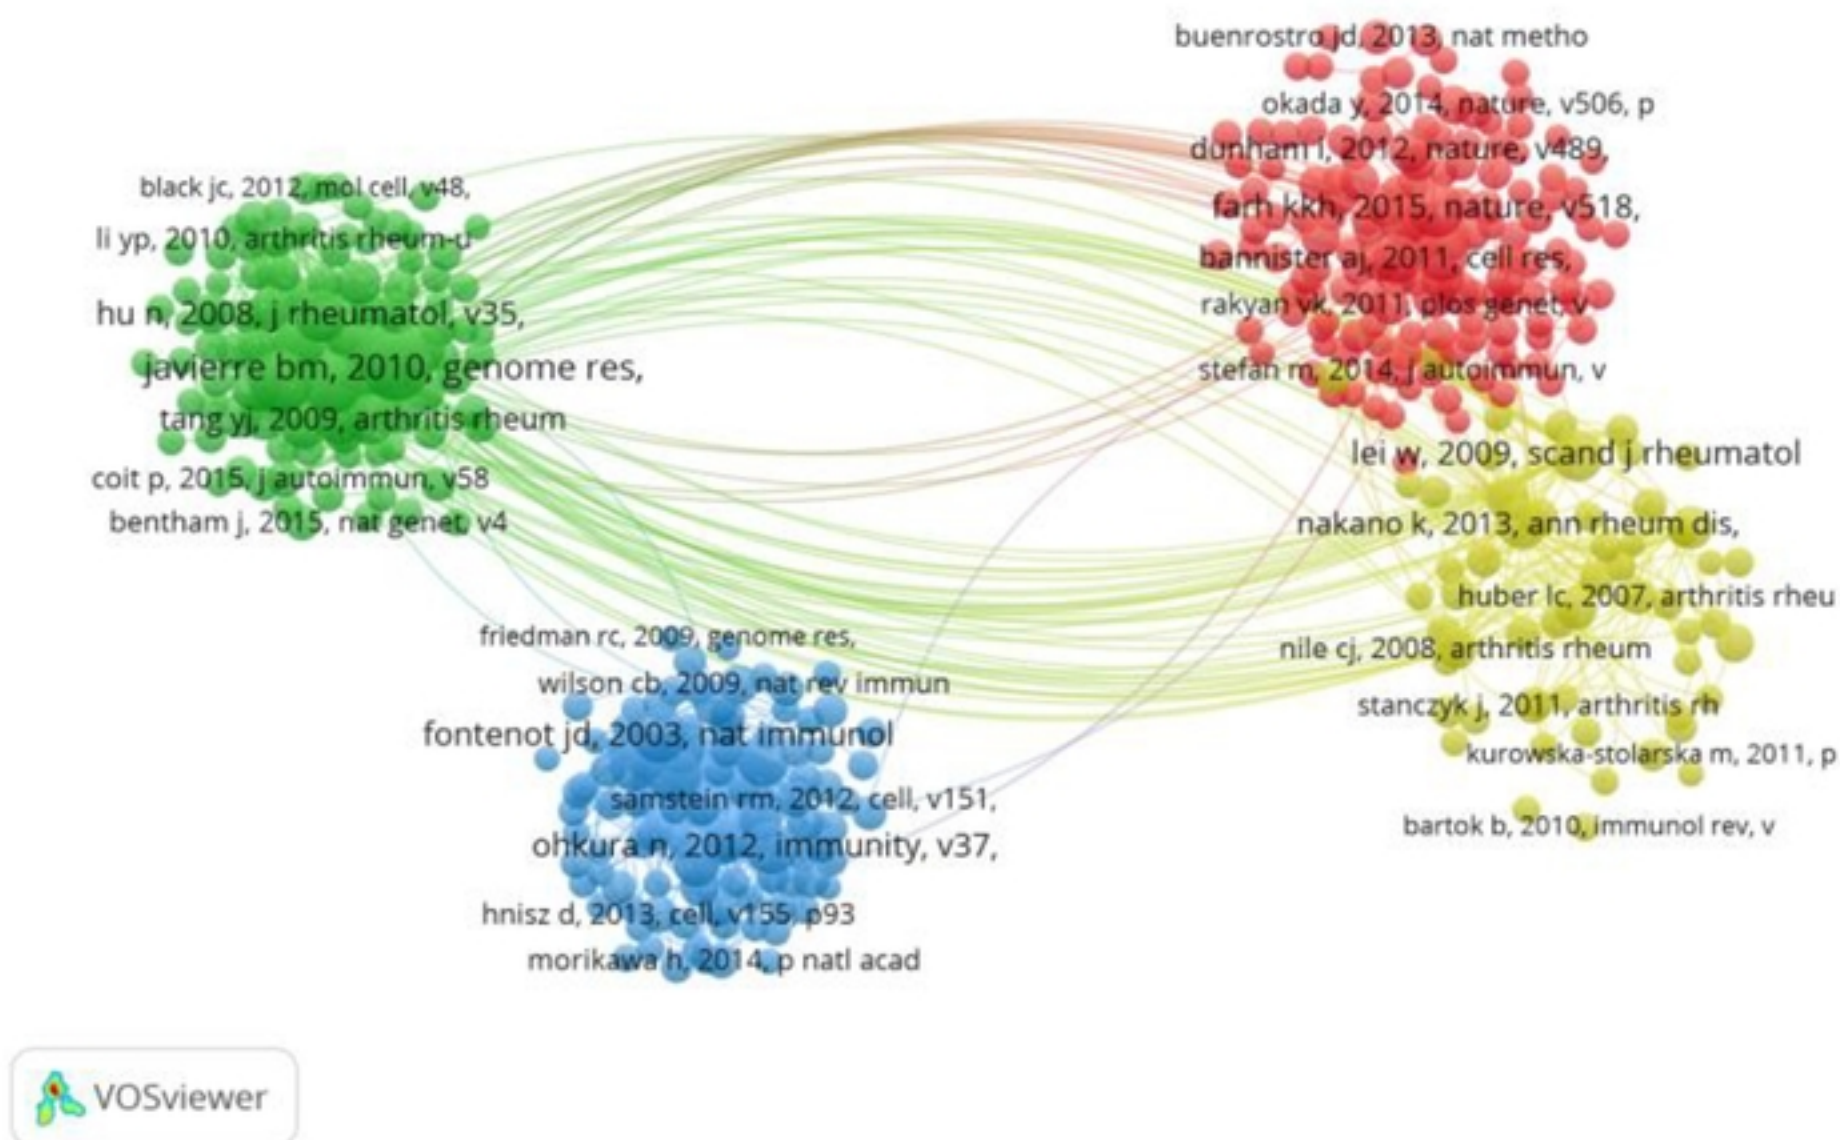 buenrostro jd, 2013, nat metho
okada y, 2014, nature, v506, p
dunham i, 2012, nature, v489,
farh kkh, 2015, nature, v518,
bannister aj, 2011, cell res,
rakyan vk, 2011, plos genet, v
stefan m, 2014, j autoimmun, v
black jc, 2012, mol cell, v48,
li yp, 2010, arthritis rheum-u
hu n, 2008, j rheumatol, v35,
javierre bm, 2010, genome res,
tang yj, 2009, arthritis rheum
coit p, 2015, j autoimmun, v58
bentham j, 2015, nat genet, v4
lei w, 2009, scand j rheumatol
nakano k, 2013, ann rheum dis,
huber lc, 2007, arthritis rheu
nile cj, 2008, arthritis rheum
stanczyk j, 2011, arthritis rh
kurowska-stolarska m, 2011, p
bartok b, 2010, immunol rev, v
friedman rc, 2009, genome res,
wilson cb, 2009, nat rev immun
fontenot jd, 2003, nat immunol
samstein rm, 2012, cell, v151,
ohkura n, 2012, immunity, v37,
hnisz d, 2013, cell, v155, p93
morikawa h, 2014, p natl acad
VOSviewer